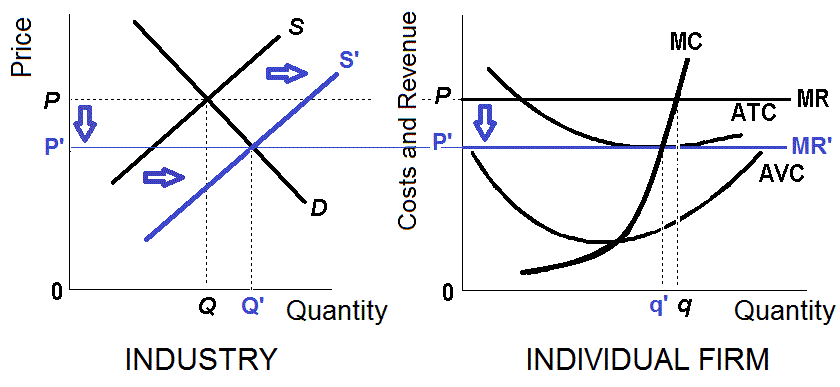 Price
S
S'
P
P'
D
0
Q
Q'
Quantity
INDUSTRY
Costs and Revenue
MC
P
MR
ATC
P'
MR'
AVC
0
q'
q
Quantity
INDIVIDUAL FIRM